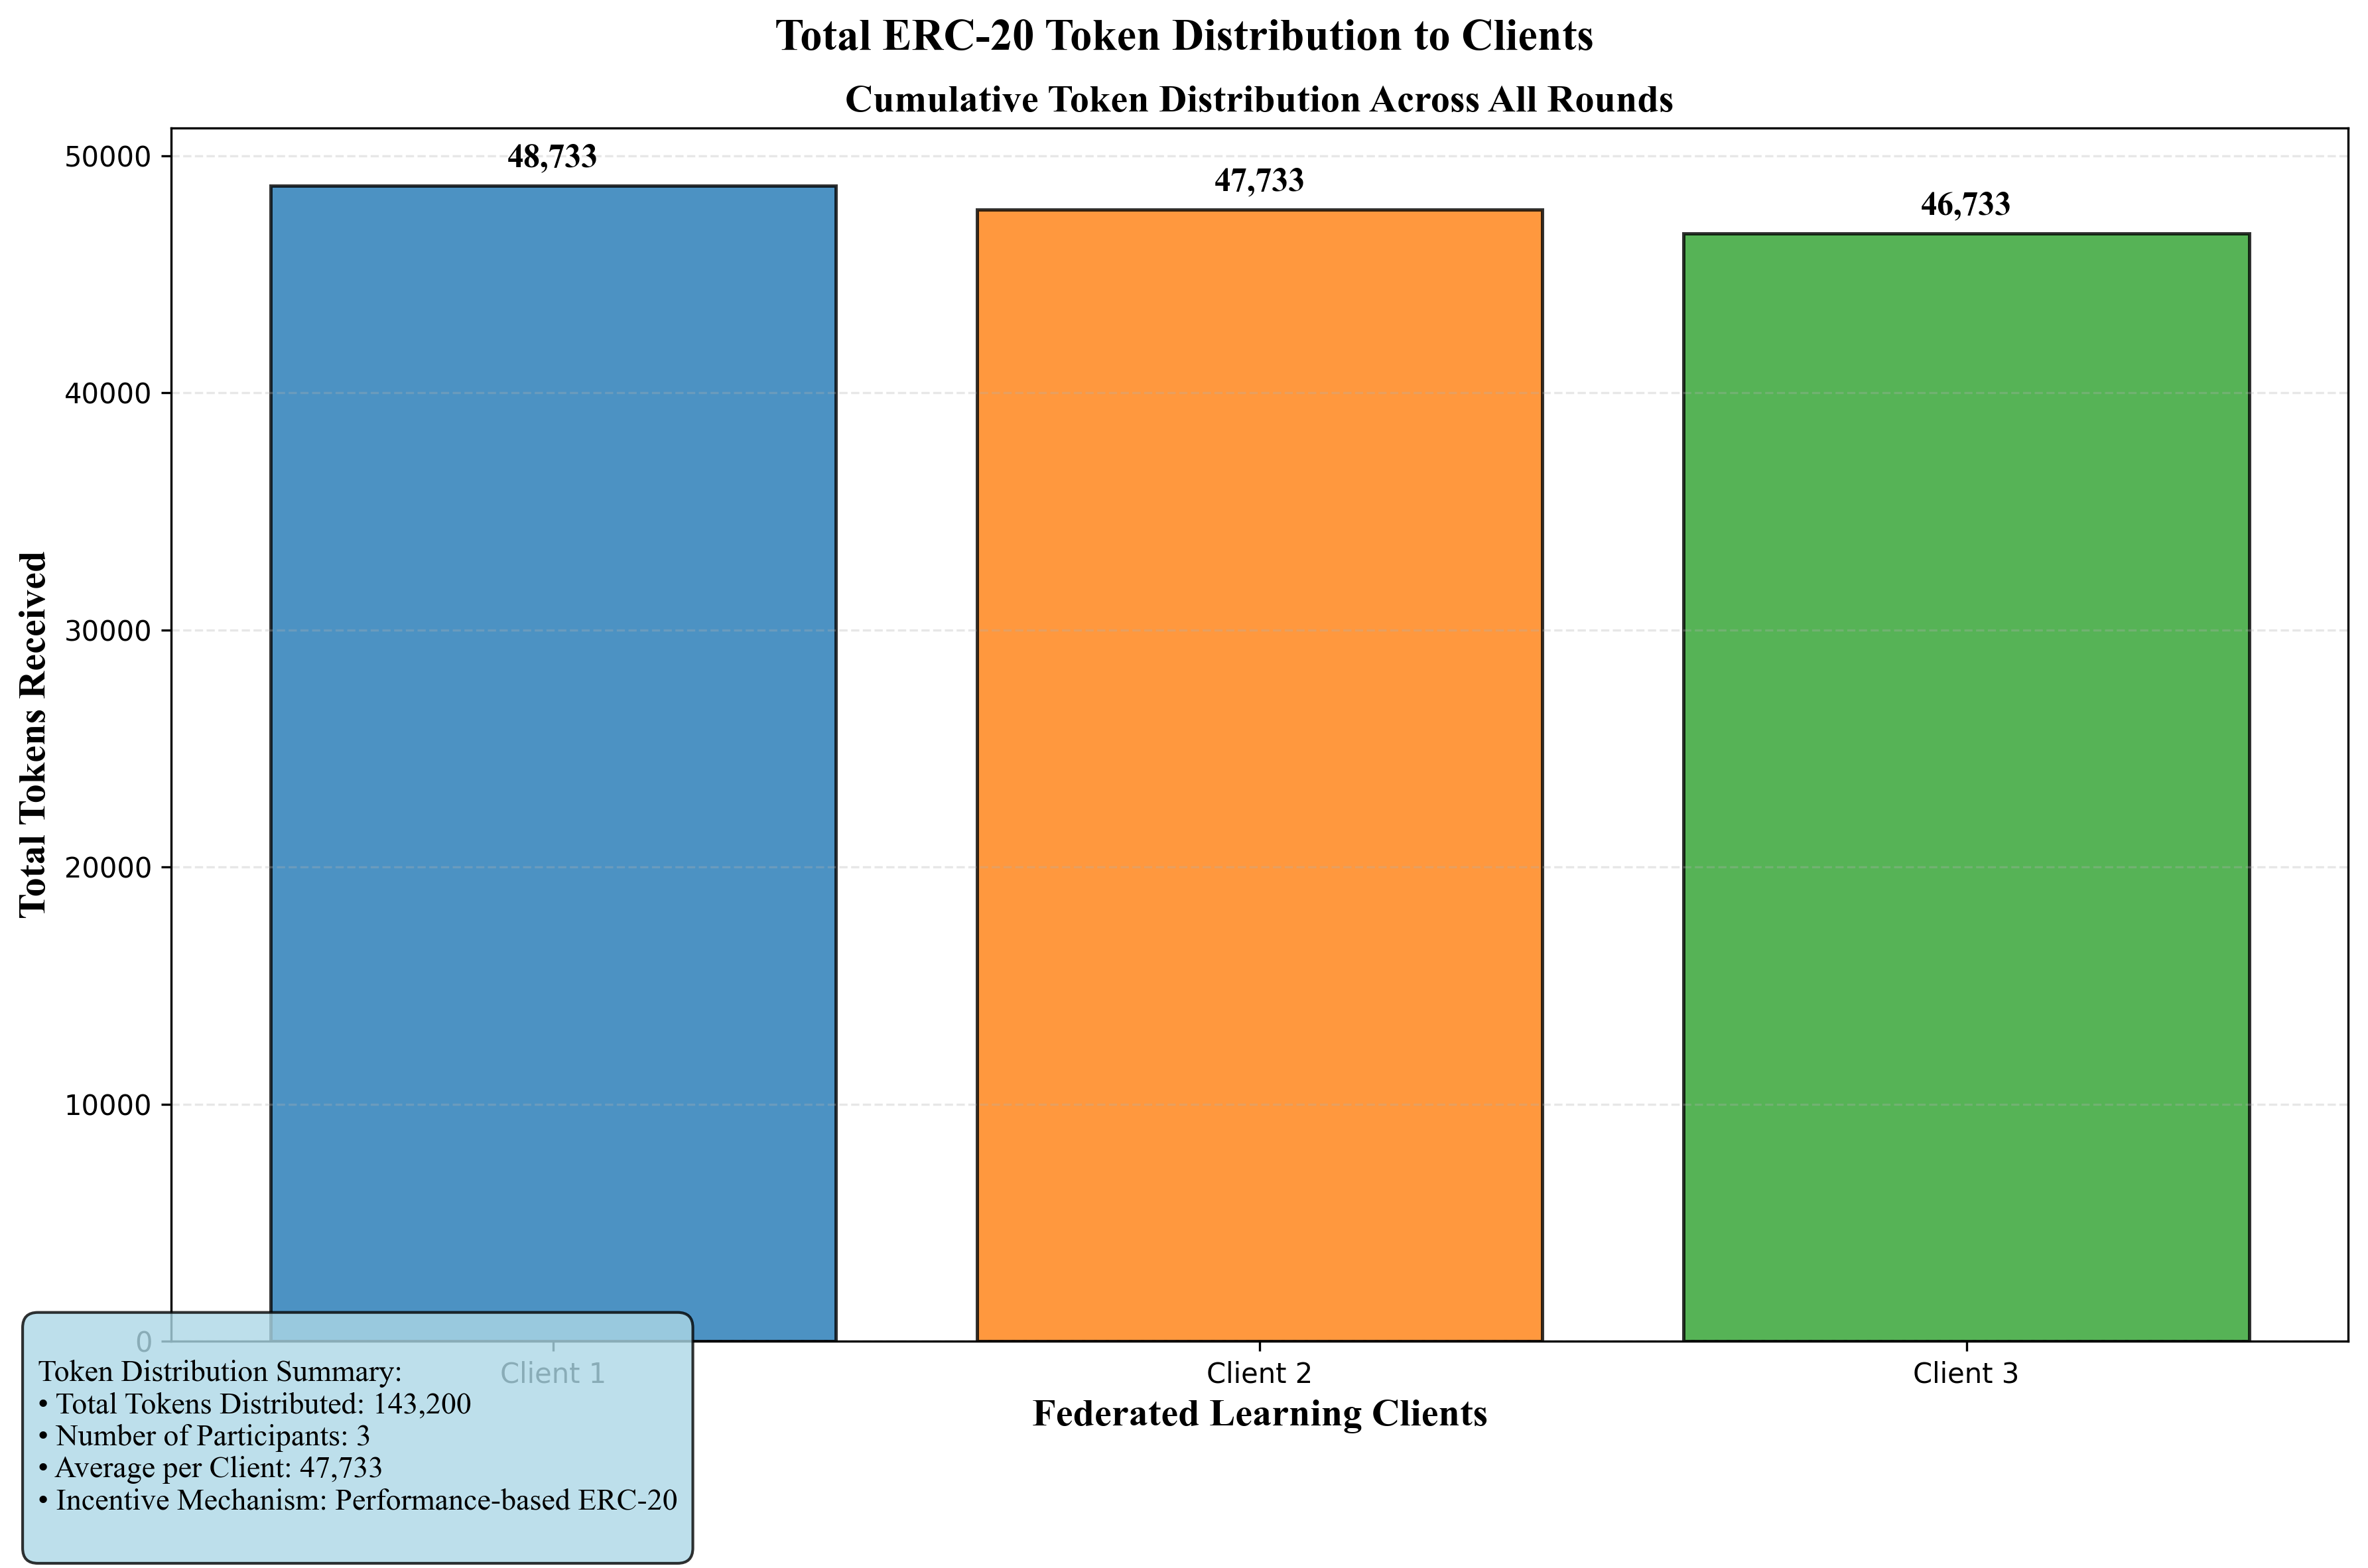 Total ERC-20 Token Distribution to Clients
Cumulative Token Distribution Across All Rounds
Total Tokens Received
50000
40000
30000
20000
10000
0
48,733
47,733
46,733
Client 1
Client 2
Client 3
Federated Learning Clients
Token Distribution Summary:
• Total Tokens Distributed: 143,200
• Number of Participants: 3
• Average per Client: 47,733
• Incentive Mechanism: Performance-based ERC-20